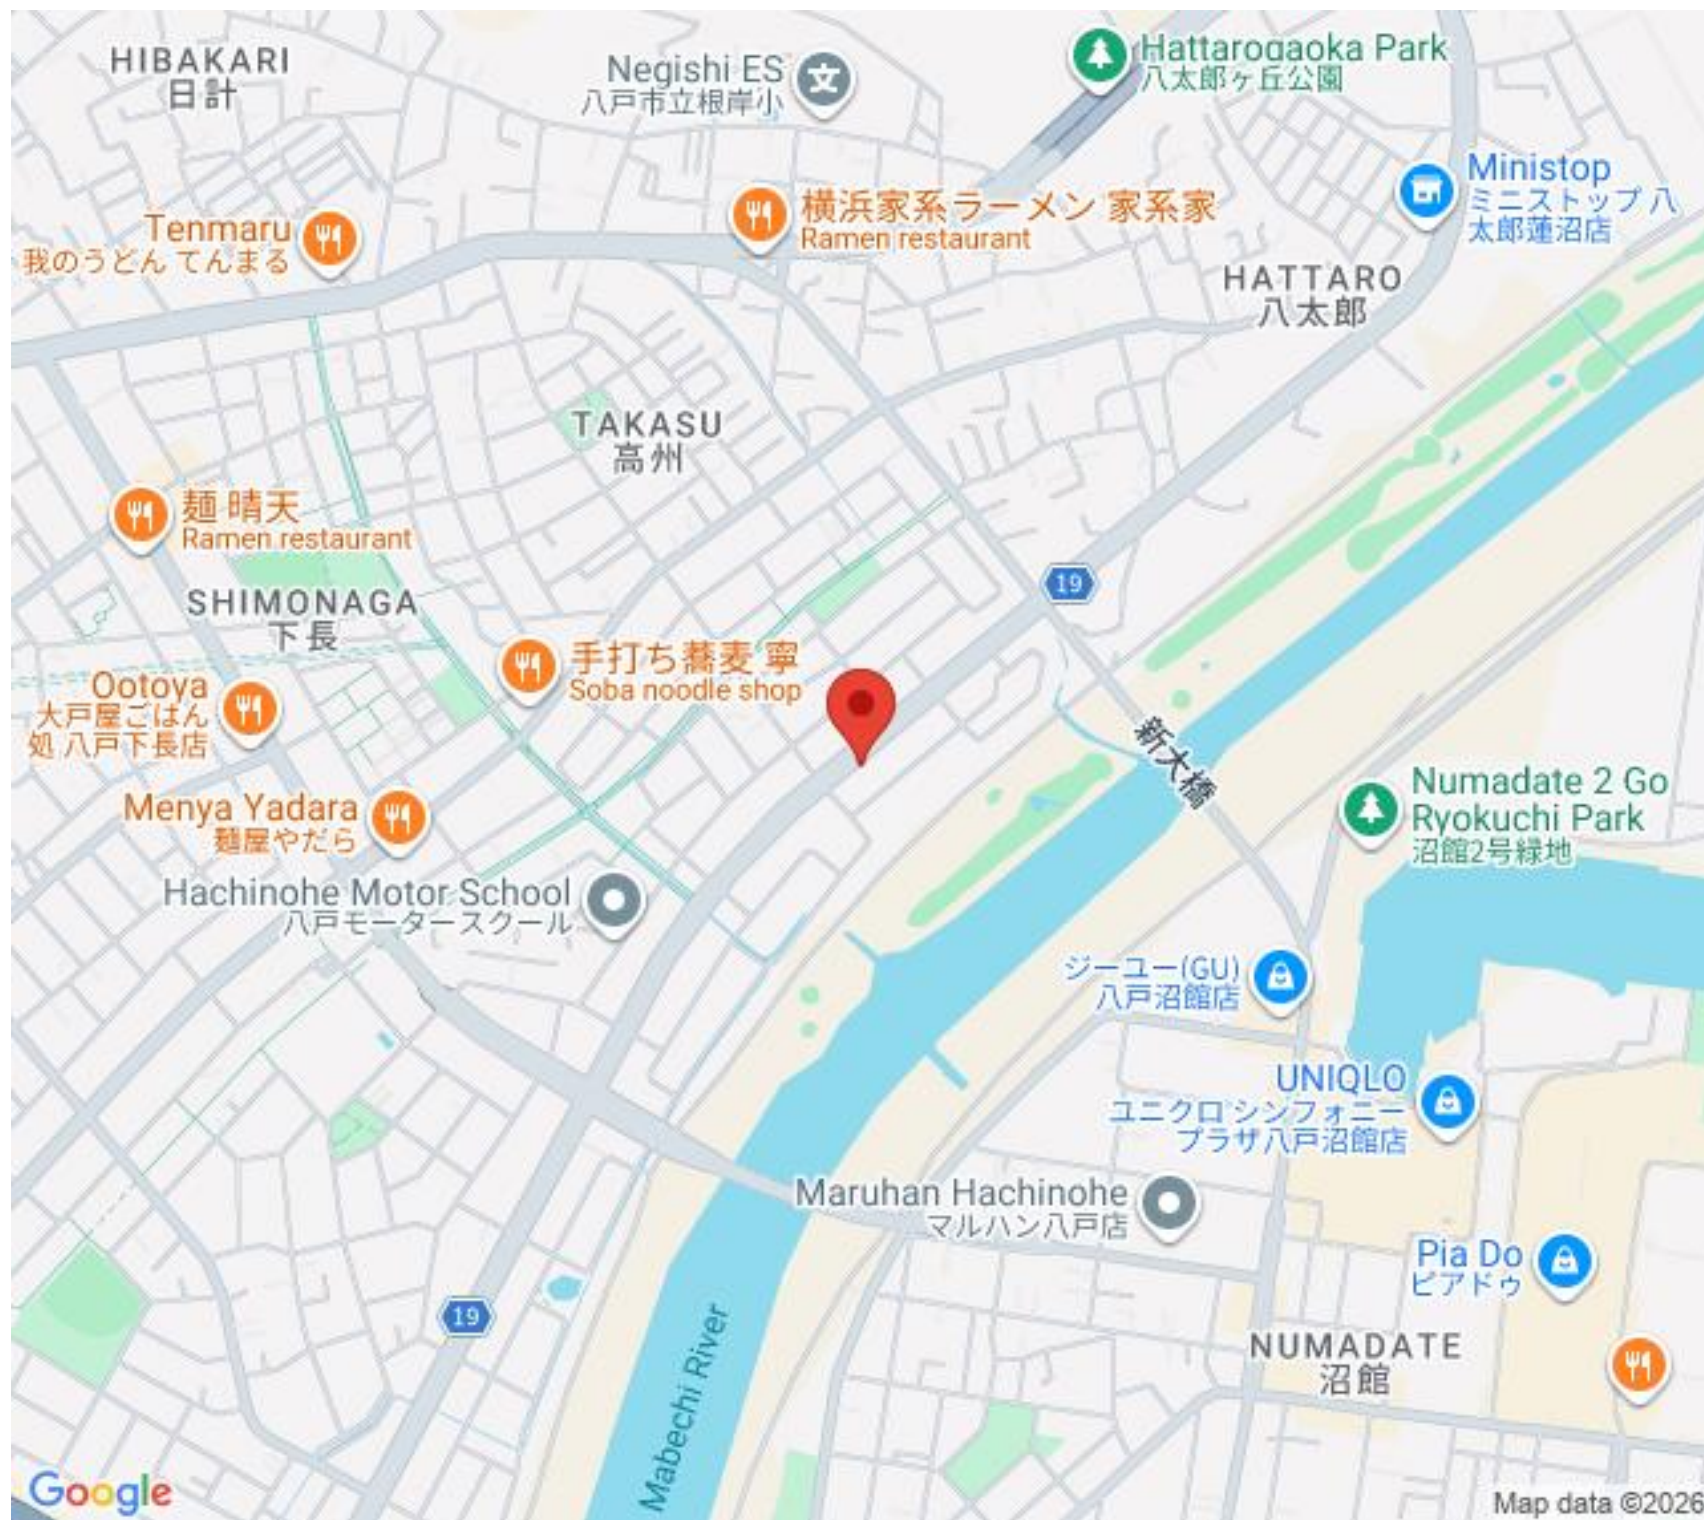 HIBAKARI
日計
Negishi ES
八戸市立根岸小
Hattarogaoka Park
八太郎ヶ丘公園
Ministop
ミニストップ 八
太郎蓮沼店
Tenmaru
我のうどん てんまる
横浜家系ラーメン 家系家
Ramen restaurant
HATTARO
八太郎
TAKASU
高州
麺 晴天
Ramen restaurant
SHIMONAGA
下長
19
手打ち蕎麦 寧
Soba noodle shop
Ootoya
大戸屋ごはん
処 八戸下長店
新大橋
Numadate 2 Go
Ryokuchi Park
沼館2号緑地
Menya Yadara
麺屋やだら
Hachinohe Motor School
八戸モータースクール
ジーユー(GU)
八戸沼館店
UNIQLO
ユニクロ シンフォニー
プラザ八戸沼館店
Maruhan Hachinohe
マルハン八戸店
Pia Do
ピアドゥ
19
Mabechi River
NUMADATE
沼館
Google
Map data ©2026